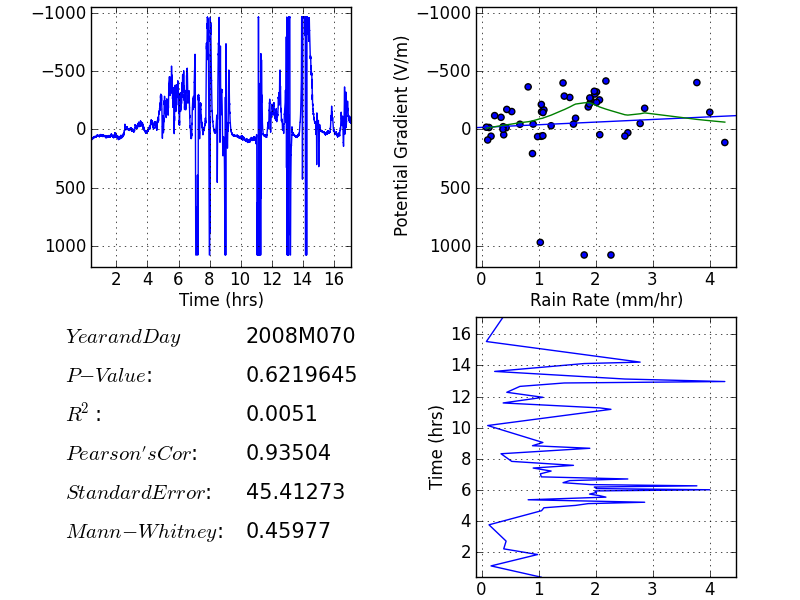 −1000
−500
0
500
1000
2 4 6 8 10 12 14 16
Time (hrs)
−1000
−500
0
500
1000
Potential Gradient (V/m)
0 1 2 3 4
Rain Rate (mm/hr)
YearandDay 2008M070
P−Value: 0.6219645
R² : 0.0051
Pearson'sCor: 0.93504
StandardError: 45.41273
Mann−Whitney: 0.45977
16
14
12
10
8
6
4
2
Time (hrs)
0 1 2 3 4